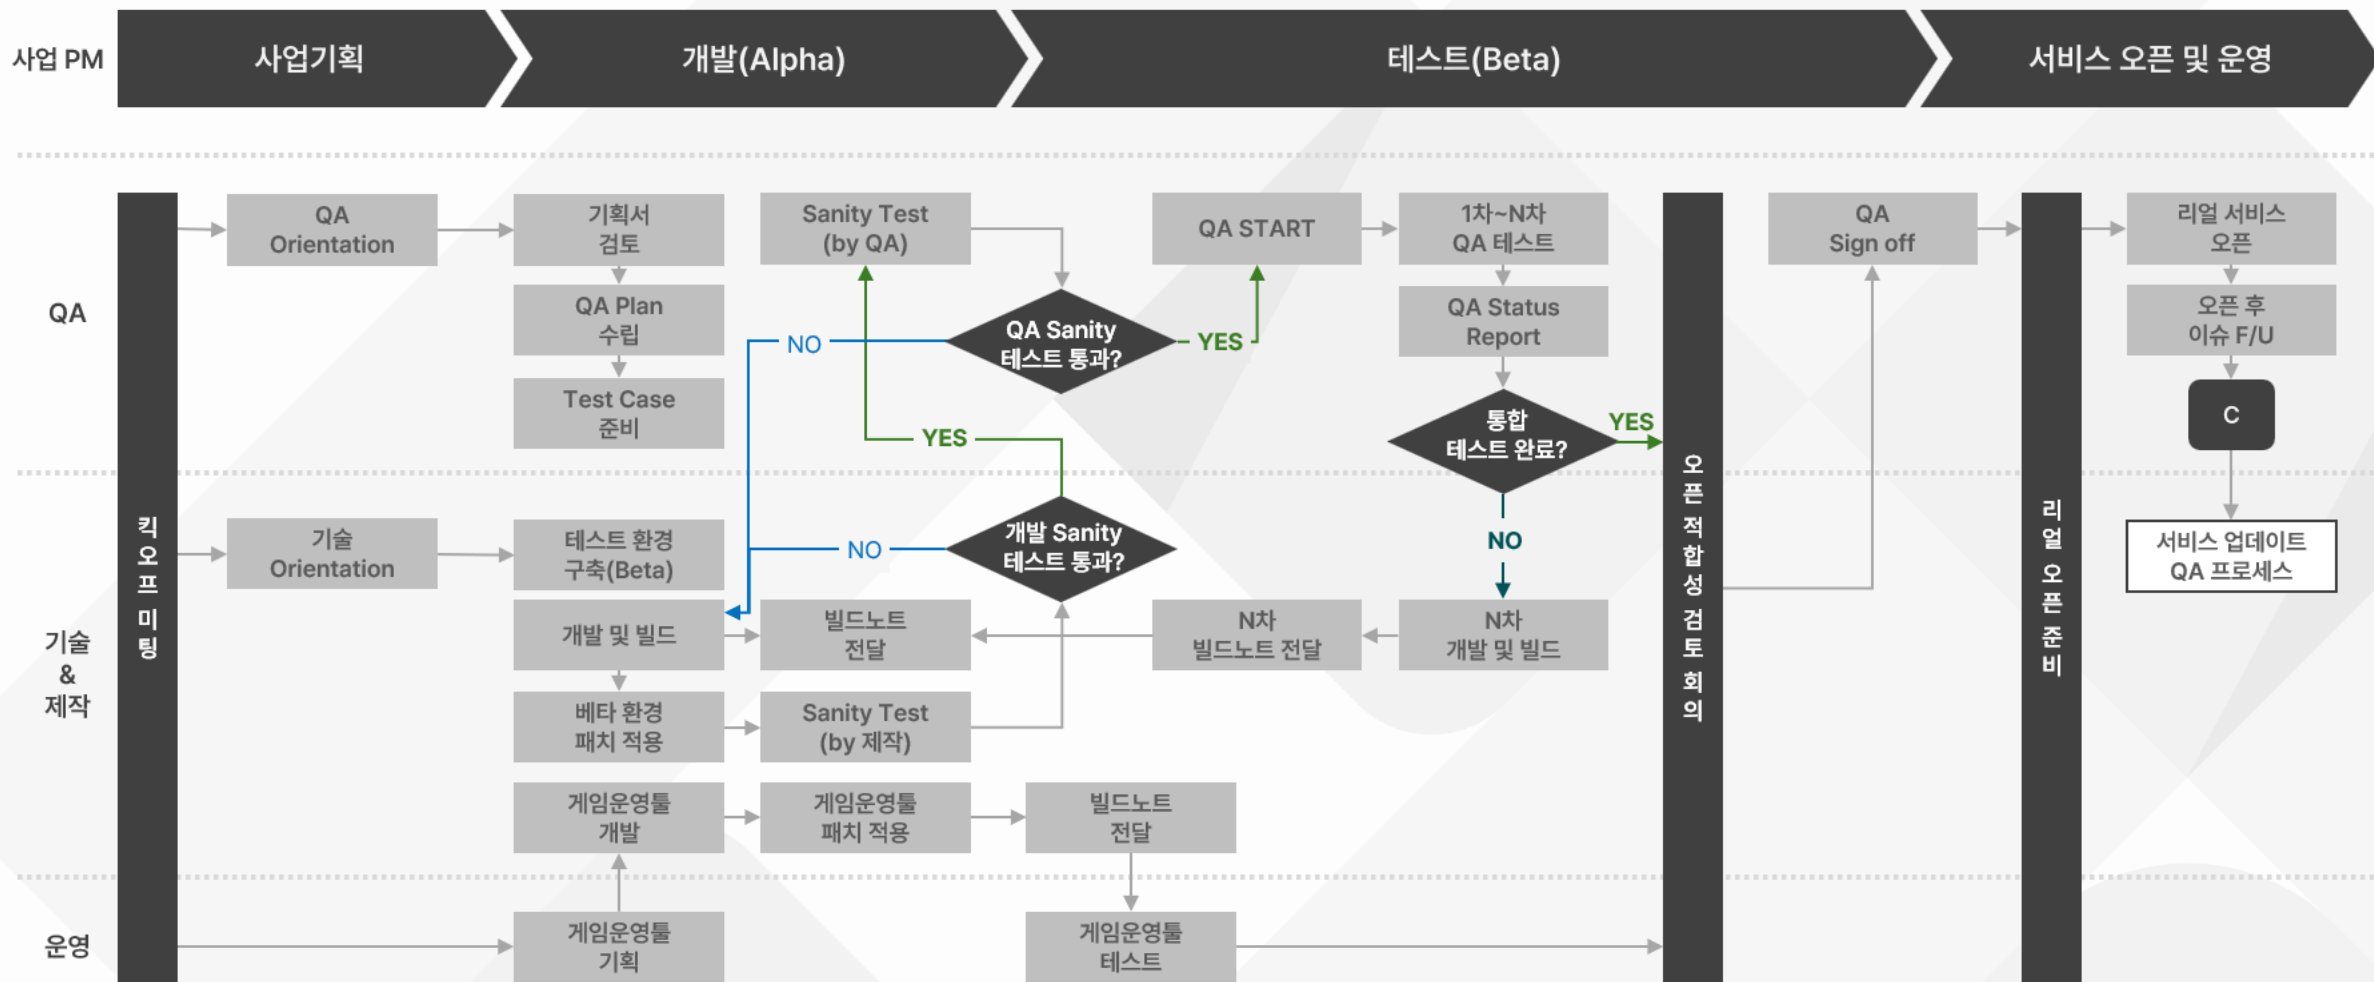 사업 PM
사업기획
개발(Alpha)
테스트(Beta)
서비스 오픈 및 운영
QA
킥오프 미팅
QA
Orientation
기획서
검토
QA Plan
수립
Test Case
준비
Sanity Test
(by QA)
QA Sanity
테스트 통과?
NO
YES
YES
QA START
1차~N차
QA 테스트
QA Status
Report
통합
테스트 완료?
YES
NO
오픈 적합성 검토 회의
QA
Sign off
리얼 오픈 준비
리얼 서비스
오픈
오픈 후
이슈 F/U
C
서비스 업데이트
QA 프로세스
기술
&
제작
기술
Orientation
테스트 환경
구축(Beta)
NO
개발 Sanity
테스트 통과?
개발 및 빌드
빌드노트
전달
N차
빌드노트 전달
N차
개발 및 빌드
베타 환경
패치 적용
Sanity Test
(by 제작)
게임운영툴
개발
게임운영툴
패치 적용
빌드노트
전달
운영
게임운영툴
기획
게임운영툴
테스트